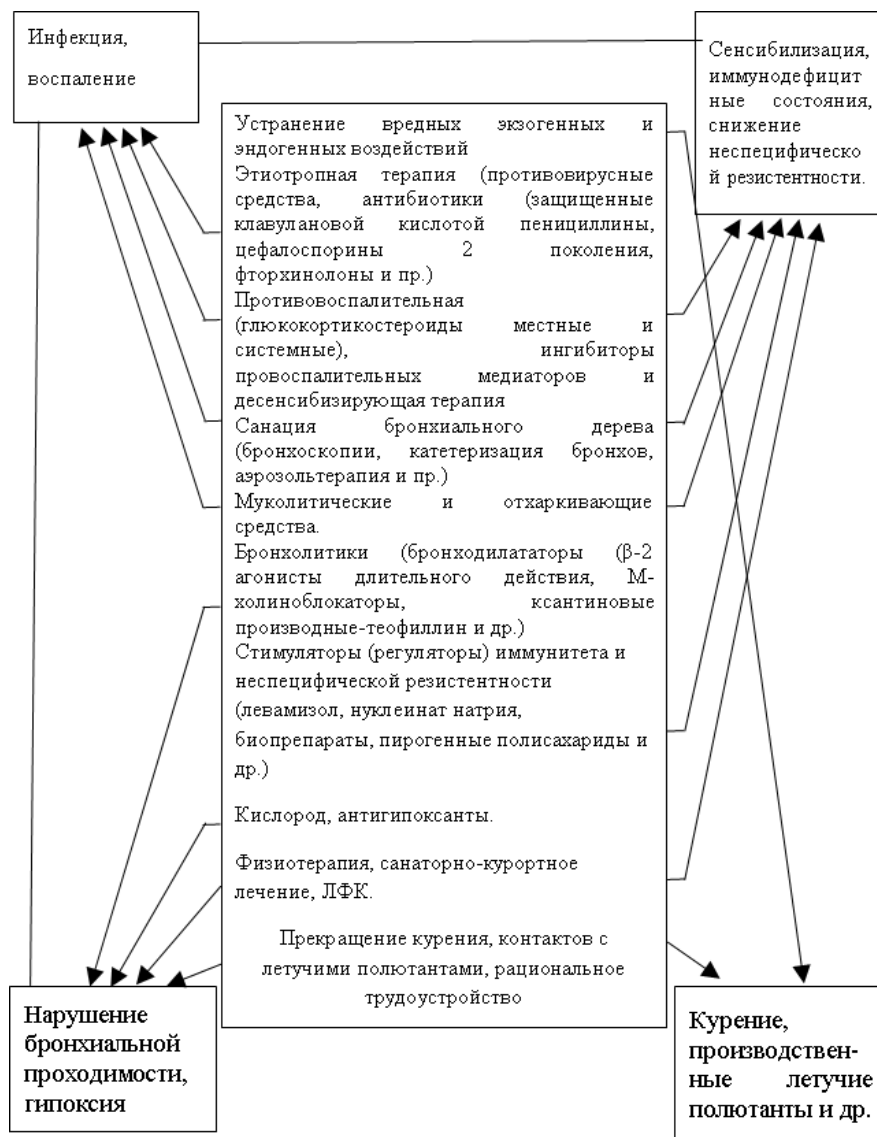 Инфекция,
воспаление
Сенсибилизация,
иммунодефицит
ные состояния,
снижение
неспецифическо
й резистентности.
Устранение вредных экзогенных и
эндогенных воздействий
Этиотропная терапия (противовирусные
средства, антибиотики (защищенные
клавулановой кислотой пенициллины,
цефалоспорины 2 поколения,
фторхинолоны и пр.)
Противовоспалительная
(глюкокортикостероиды местные и
системные), ингибиторы
провоспалительных медиаторов и
десенсибизирующая терапия
Санация бронхиального дерева
(бронхоскопии, катетеризация бронхов,
аэрозольтерапия и пр.)
Муколитические и отхаркивающие
средства.
Бронхолитики (бронходилататоры (β-2
агонисты длительного действия, М-
холиноблокаторы, ксантиновые
производные-теофиллин и др.)
Стимуляторы (регуляторы) иммунитета и
неспецифической резистентности
(левамизол, нуклеинат натрия,
биопрепараты, пирогенные полисахариды и
др.)
Кислород, антигипоксанты.
Физиотерапия, санаторно-курортное
лечение, ЛФК.
Прекращение курения, контактов с
летучими полютантами, рациональное
трудоустройство
Нарушение
бронхиальной
проходимости,
гипоксия
Курение,
производствен-
ные летучие
полютанты и др.